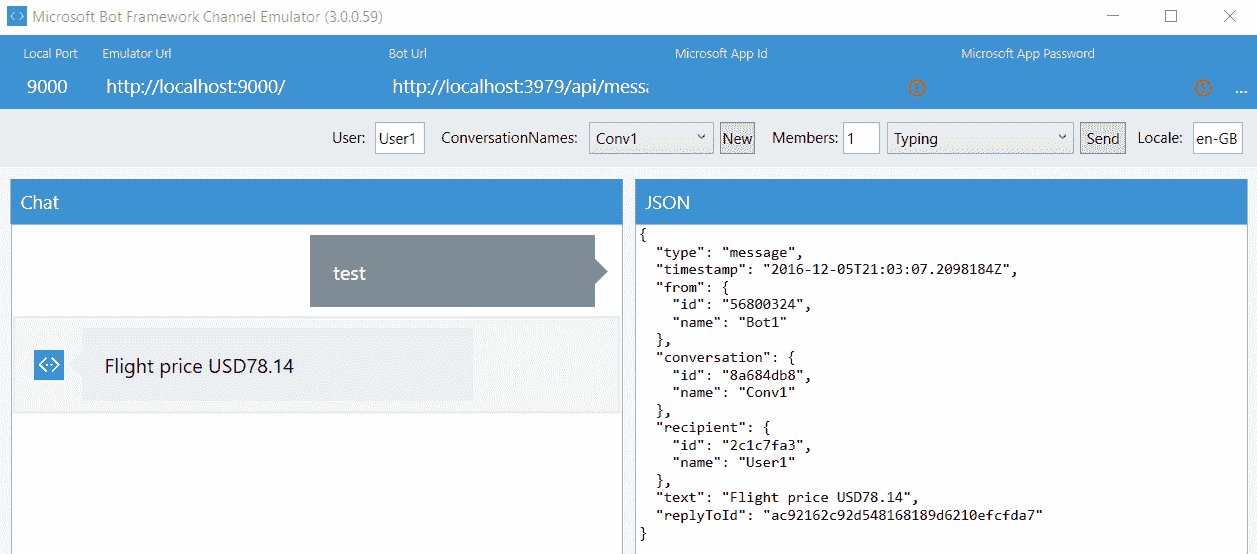 Microsoft Bot Framework Channel Emulator (3.0.0.59)
Local Port Emulator Url Bot Url Microsoft App Id Microsoft App Password
9000 http://localhost:9000/ http://localhost:3979/api/messa ...
User: User1 ConversationNames: Conv1 New Members: 1 Typing Send Locale: en-GB
Chat
test
Flight price USD78.14
JSON
{
"type": "message",
"timestamp": "2016-12-05T21:03:07.2098184Z",
"from": {
"id": "56800324",
"name": "Bot1"
},
"conversation": {
"id": "8a684db8",
"name": "Conv1"
},
"recipient": {
"id": "2c1c7fa3",
"name": "User1"
},
"text": "Flight price USD78.14",
"replyToId": "ac92162c92d548168189d6210efcfda7"
}